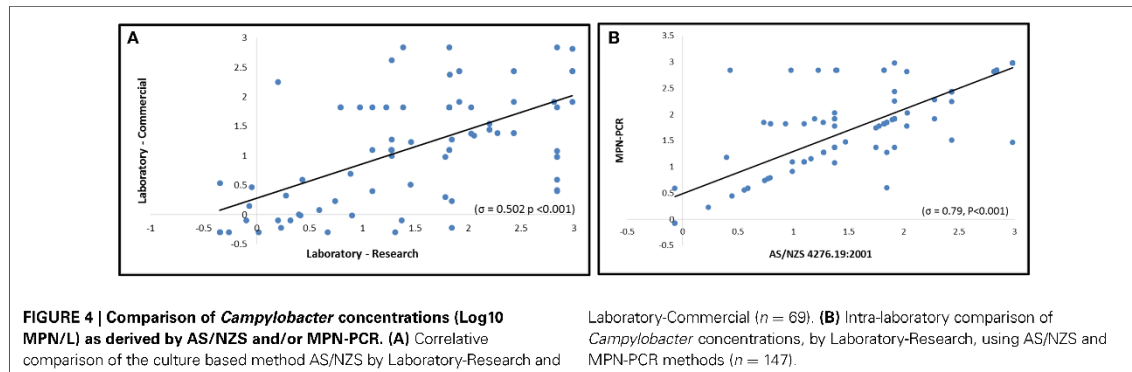 A
3
2.5
2
1.5
1
0.5
0
-0.5
-1
-0.5
0
0.5
1
1.5
2
2.5
3
Laboratory - Commercial
Laboratory - Research
(σ = 0.502 p <0.001)
B
3.5
3
2.5
2
1.5
1
0.5
0
-0.5
-0.5
0
0.5
1
1.5
2
2.5
3
MPN-PCR
AS/NZS 4276.19:2001
(σ = 0.79, P<0.001)
FIGURE 4 | Comparison of Campylobacter concentrations (Log10
MPN/L) as derived by AS/NZS and/or MPN-PCR. (A) Correlative
comparison of the culture based method AS/NZS by Laboratory-Research and
Laboratory-Commercial (n = 69). (B) Intra-laboratory comparison of
Campylobacter concentrations, by Laboratory-Research, using AS/NZS and
MPN-PCR methods (n = 147).